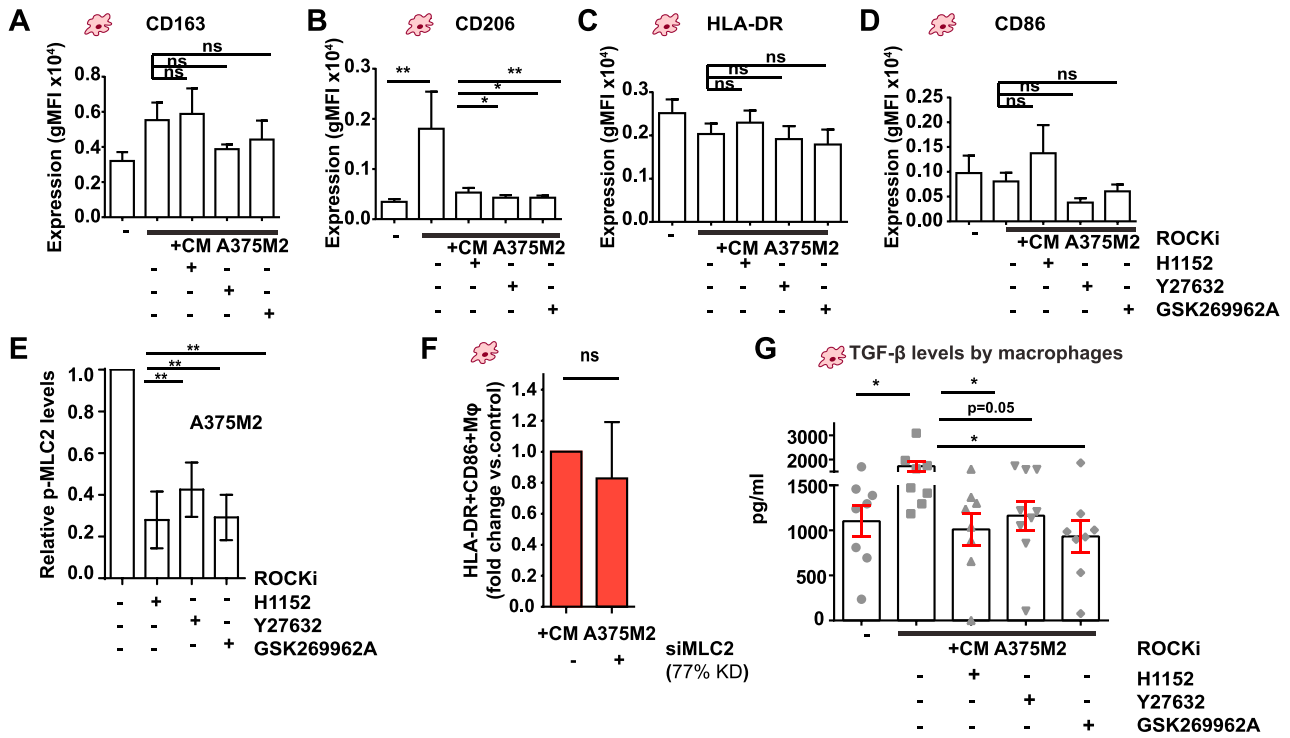 A CD163
Expression (gMFI x10⁴)
0.8
0.6
0.4
0.2
0.0
ns
ns
ns
-
+CM A375M2
- + - -
- - + -
- - - +
B CD206
Expression (gMFI x10⁴)
0.3
0.2
0.1
0.0
**
**
*
*
-
+CM A375M2
- + - -
- - + -
- - - +
C HLA-DR
Expression (gMFI x10⁴)
0.3
0.2
0.1
0.0
ns
ns
ns
-
+CM A375M2
- + - -
- - + -
- - - +
D CD86
Expression (gMFI x10⁴)
0.25
0.20
0.15
0.10
0.05
0.00
ns
ns
ns
-
+CM A375M2
ROCKi
- + - - H1152
- - + - Y27632
- - - + GSK269962A
E
Relative p-MLC2 levels
1.0
0.8
0.6
0.4
0.2
0.0
**
**
**
A375M2
ROCKi
- + - - H1152
- - + - Y27632
- - - + GSK269962A
F
HLA-DR+CD86+Mφ
(fold change vs.control)
1.2
1.0
0.8
0.6
0.4
0.2
0.0
ns
+CM A375M2
- + siMLC2
(77% KD)
G TGF-β levels by macrophages
pg/ml
3000
2000
1500
1000
500
0
*
*
p=0.05
*
-
+CM A375M2
ROCKi
- + - - H1152
- - + - Y27632
- - - + GSK269962A